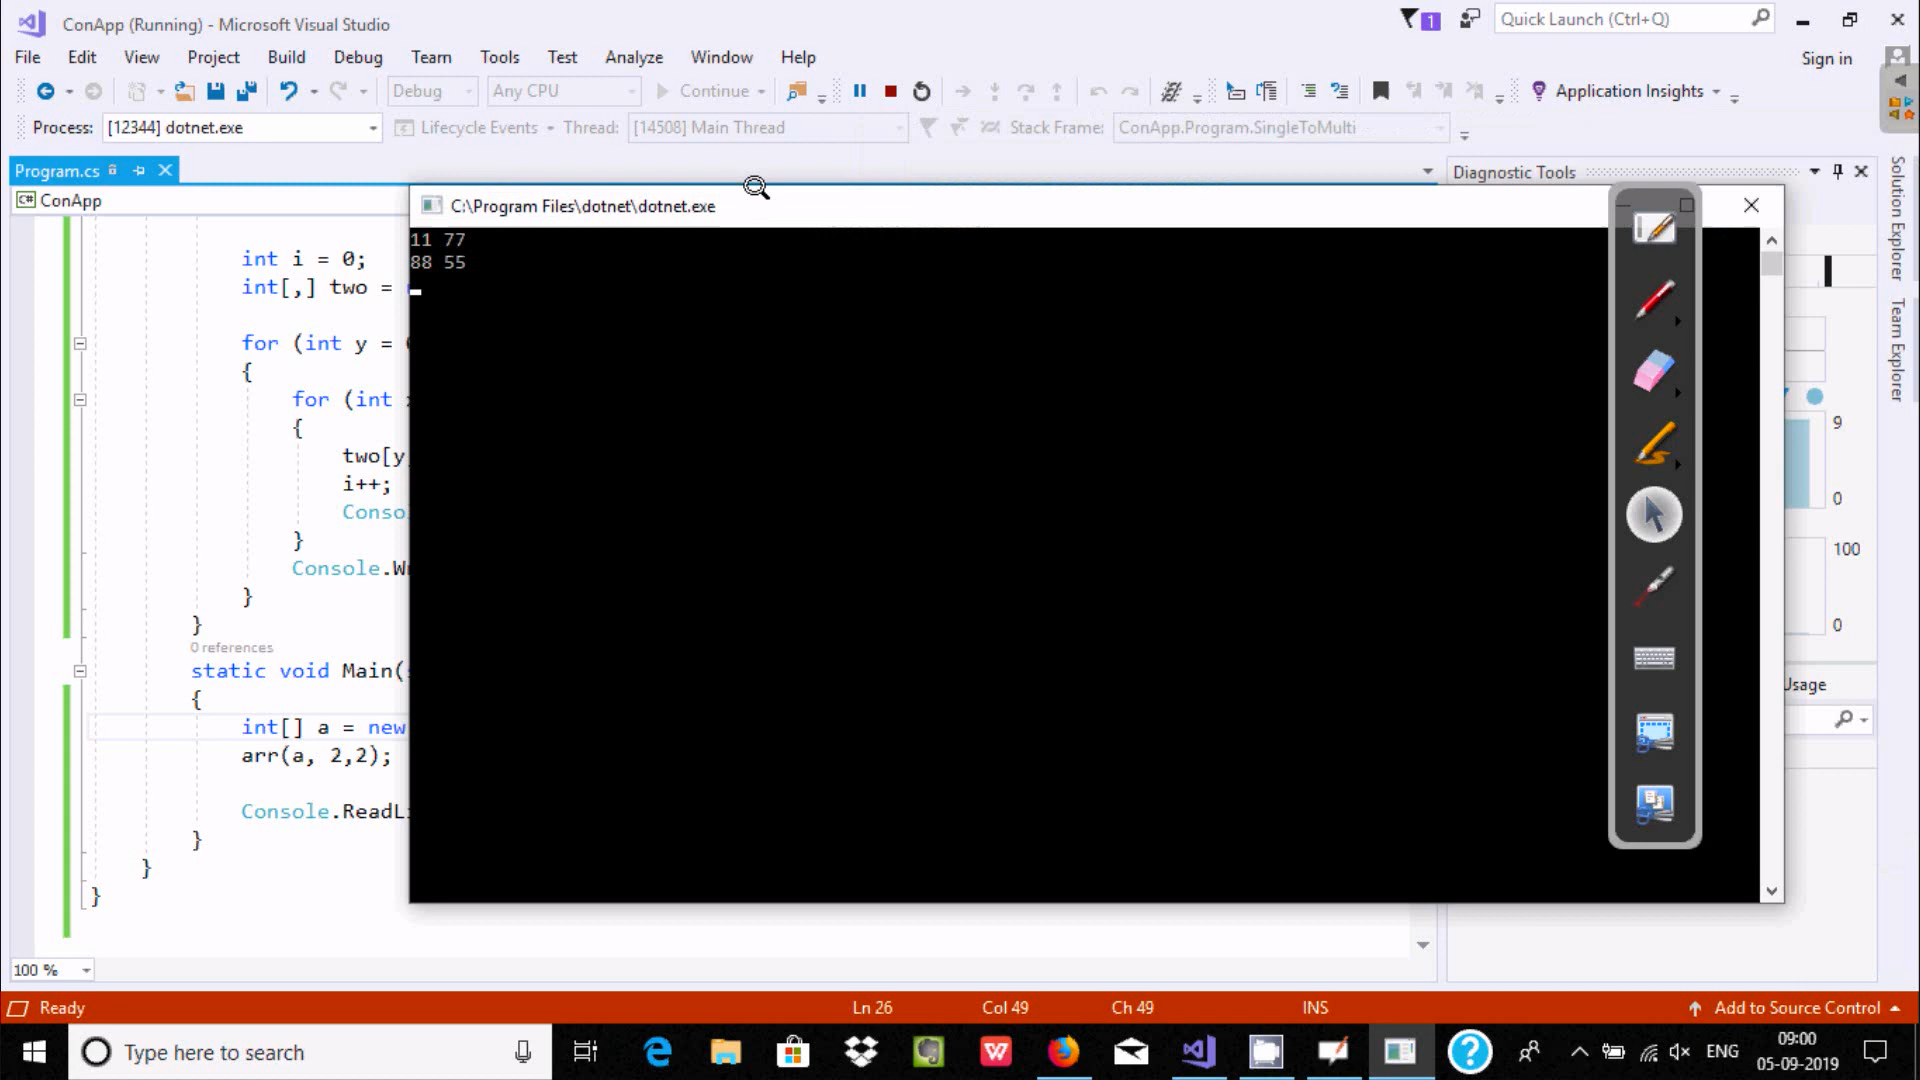 ConApp (Running) - Microsoft Visual Studio
1
Quick Launch (Ctrl+Q)
File Edit View Project Build Debug Team Tools Test Analyze Window Help
Sign in
Debug Any CPU Continue
Application Insights
Process: [12344] dotnet.exe Lifecycle Events Thread: [14508] Main Thread Stack Frame: ConApp.Program.SingleToMulti
Program.cs
Diagnostic Tools
C# ConApp
C:\Program Files\dotnet\dotnet.exe
11 77
88 55
int i = 0;
int[,] two =
for (int y =
{
for (int
{
two[y
i++;
Conso
}
Console.W
}
}
0 references
static void Main(
{
int[] a = new
arr(a, 2,2);
Console.ReadL
}
}
}
9
0
100
0
Usage
Solution Explorer
Team Explorer
100 %
Ready Ln 26 Col 49 Ch 49 INS Add to Source Control
Type here to search
ENG
09:00
05-09-2019